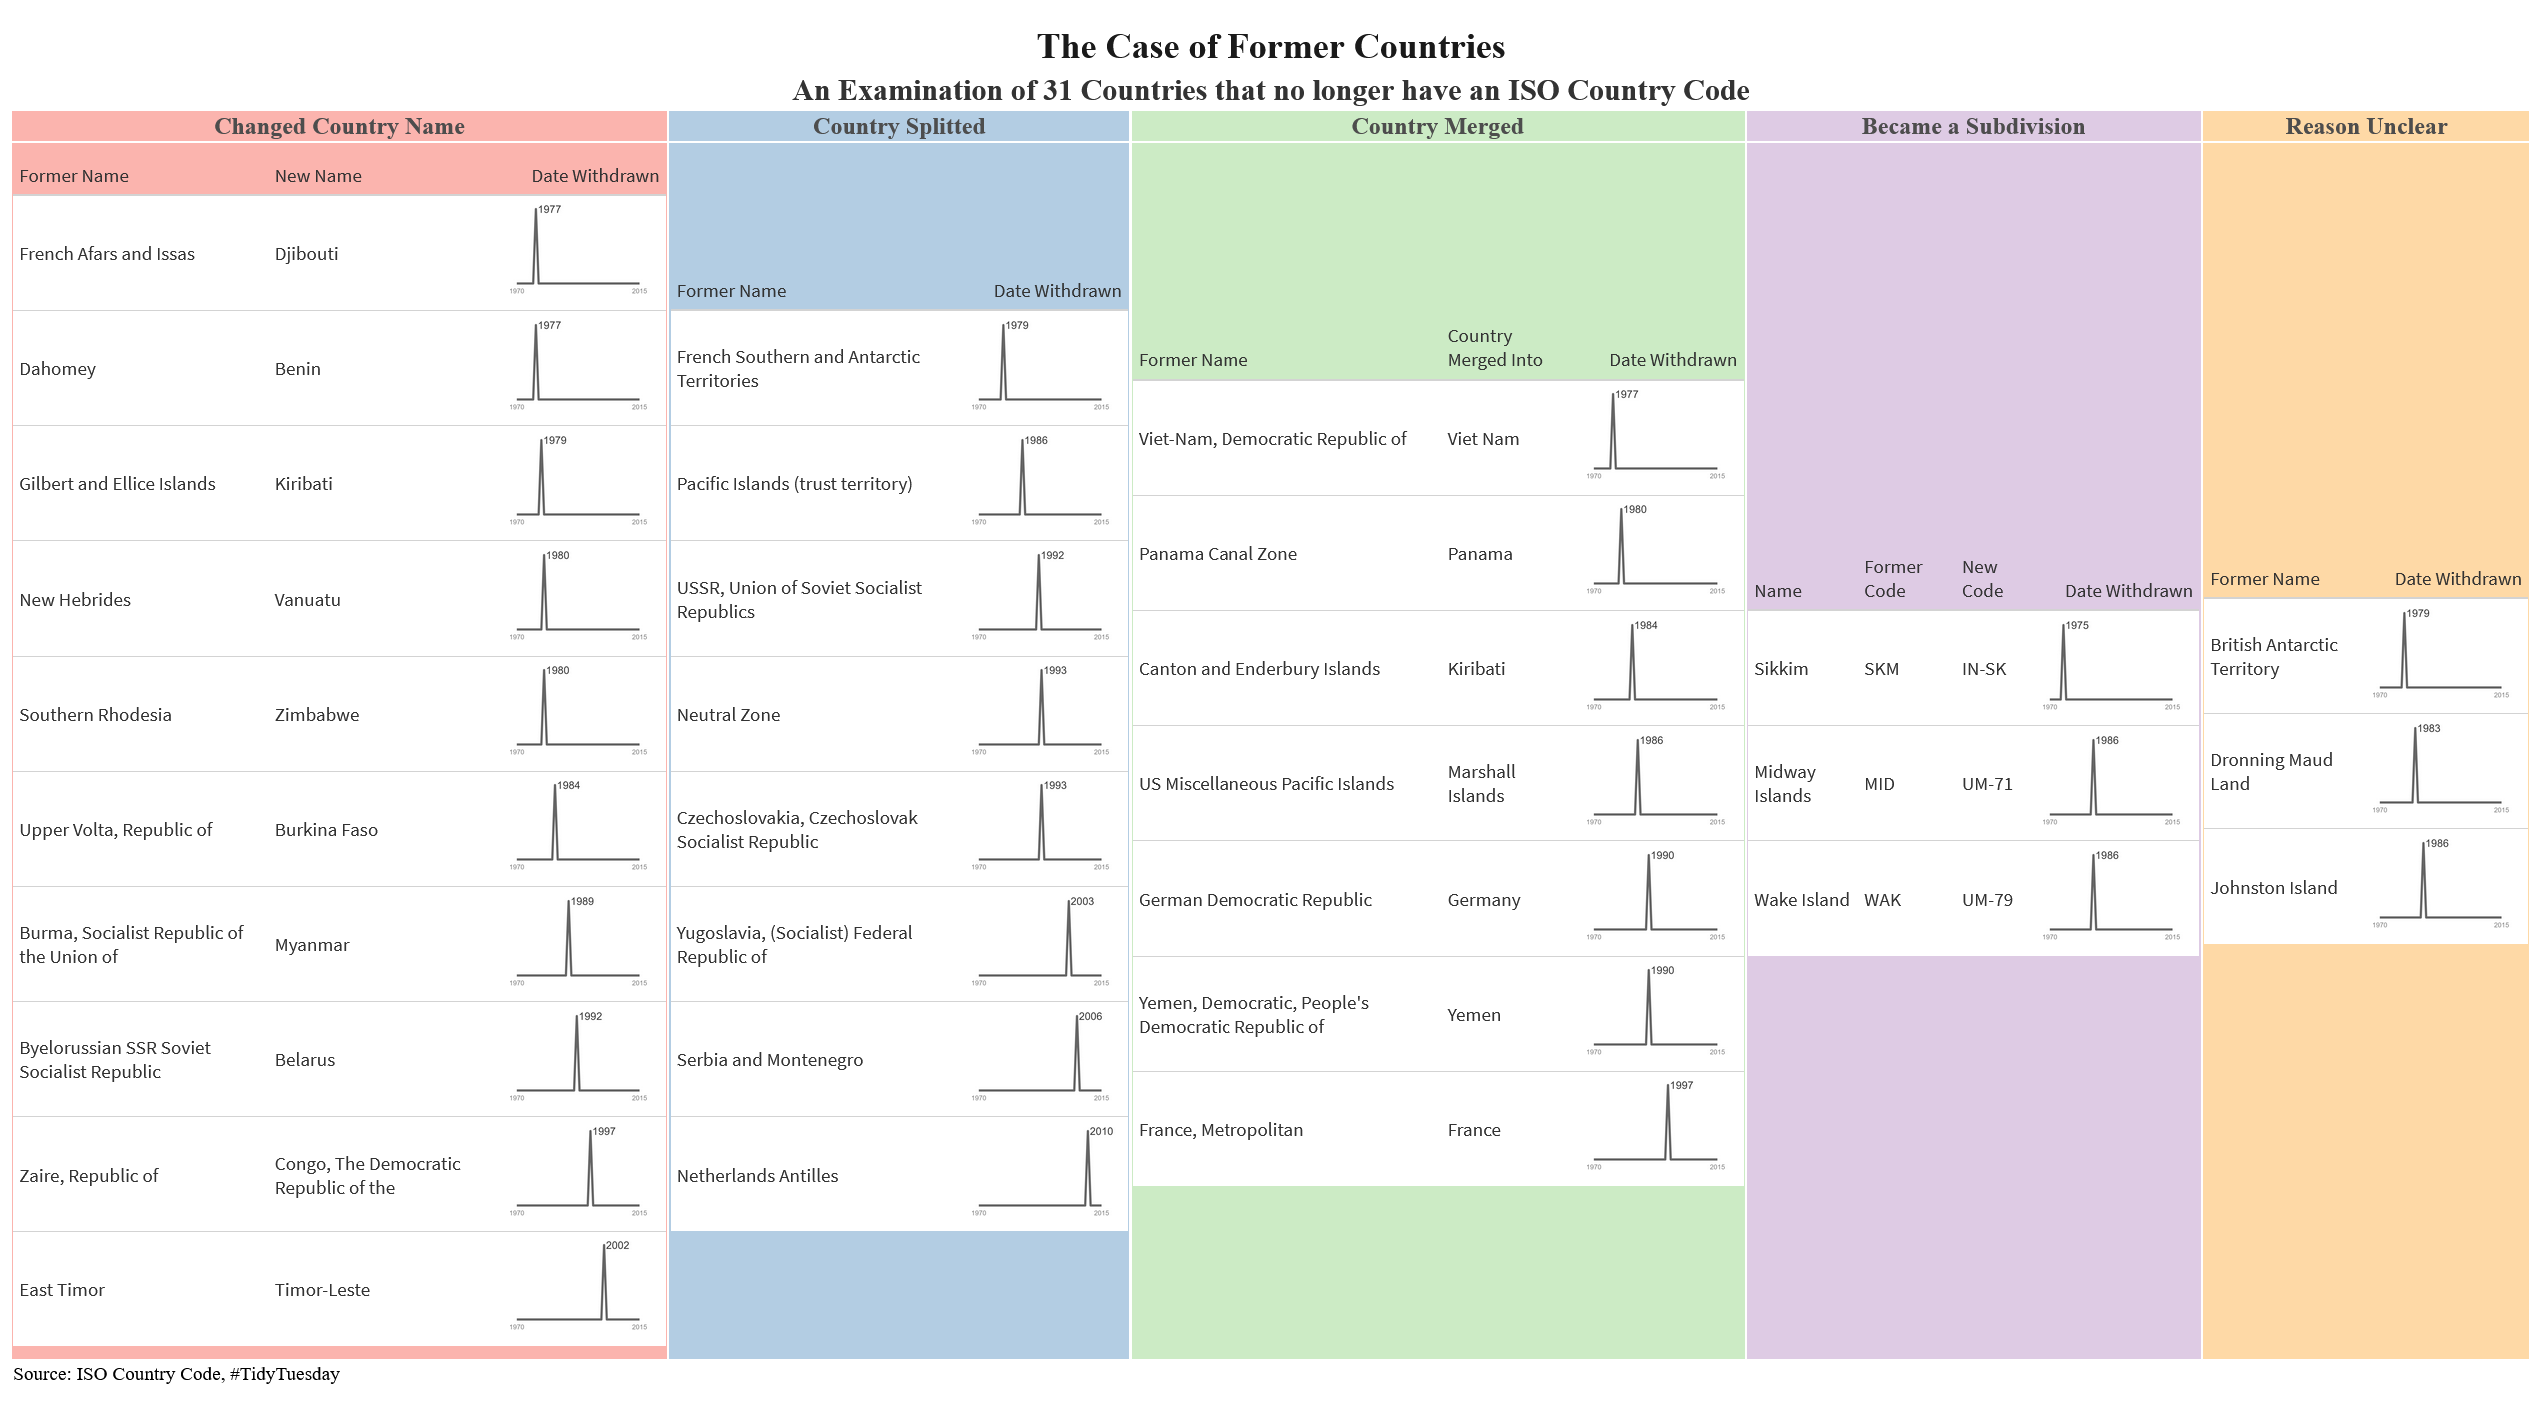 The Case of Former Countries
An Examination of 31 Countries that no longer have an ISO Country Code
Changed Country Name
Former Name New Name Date Withdrawn
1977
French Afars and Issas Djibouti
1970 2015
1977
Dahomey Benin
1970 2015
1979
Gilbert and Ellice Islands Kiribati
1970 2015
1980
New Hebrides Vanuatu
1970 2015
1980
Southern Rhodesia Zimbabwe
1970 2015
1984
Upper Volta, Republic of Burkina Faso
1970 2015
1989
Burma, Socialist Republic of
the Union of
Myanmar
1970 2015
1992
Byelorussian SSR Soviet
Socialist Republic
Belarus
1970 2015
1997
Zaire, Republic of
Congo, The Democratic
Republic of the
1970 2015
2002
East Timor Timor-Leste
1970 2015
Country Splitted
Former Name Date Withdrawn
1979
French Southern and Antarctic
Territories
1970 2015
1986
Pacific Islands (trust territory)
1970 2015
1992
USSR, Union of Soviet Socialist
Republics
1970 2015
1993
Neutral Zone
1970 2015
1993
Czechoslovakia, Czechoslovak
Socialist Republic
1970 2015
2003
Yugoslavia, (Socialist) Federal
Republic of
1970 2015
2006
Serbia and Montenegro
1970 2015
2010
Netherlands Antilles
1970 2015
Country Merged
Former Name
Country
Merged Into
Date Withdrawn
1977
Viet-Nam, Democratic Republic of Viet Nam
1970 2015
1980
Panama Canal Zone Panama
1970 2015
1984
Canton and Enderbury Islands Kiribati
1970 2015
1986
US Miscellaneous Pacific Islands
Marshall
Islands
1970 2015
1990
German Democratic Republic Germany
1970 2015
1990
Yemen, Democratic, People's
Democratic Republic of
Yemen
1970 2015
1997
France, Metropolitan France
1970 2015
Became a Subdivision
Name
Former
Code
New
Code
Date Withdrawn
1975
Sikkim SKM IN-SK
1970 2015
1986
Midway
Islands
MID UM-71
1970 2015
1986
Wake Island WAK UM-79
1970 2015
Reason Unclear
Former Name Date Withdrawn
1979
British Antarctic
Territory
1970 2015
1983
Dronning Maud
Land
1970 2015
1986
Johnston Island
1970 2015
Source: ISO Country Code, #TidyTuesday